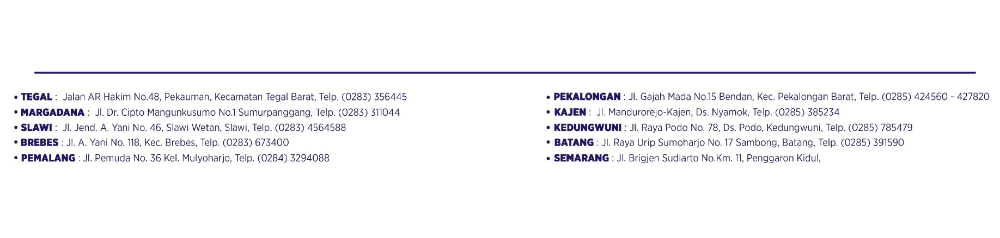 • TEGAL : Jalan AR Hakim No.48, Pekauman, Kecamatan Tegal Barat, Telp. (0283) 356445
• MARGADANA : Jl. Dr. Cipto Mangunkusumo No.1 Sumurpanggang, Telp. (0283) 311044
• SLAWI : Jl. Jend. A. Yani No. 46, Slawi Wetan, Slawi, Telp. (0283) 4564588
• BREBES : Jl. A. Yani No. 118, Kec. Brebes, Telp. (0283) 673400
• PEMALANG : Jl. Pemuda No. 36 Kel. Mulyoharjo, Telp. (0284) 3294088
• PEKALONGAN : Jl. Gajah Mada No.15 Bendan, Kec. Pekalongan Barat, Telp. (0285) 424560 - 427820
• KAJEN : Jl. Mandurorejo-Kajen, Ds. Nyamok, Telp. (0285) 385234
• KEDUNGWUNI : Jl. Raya Podo No. 78, Ds. Podo, Kedungwuni, Telp. (0285) 785479
• BATANG : Jl. Raya Urip Sumoharjo No. 17 Sambong, Batang, Telp. (0285) 391590
• SEMARANG : Jl. Brigjen Sudiarto No.Km. 11, Penggaron Kidul,